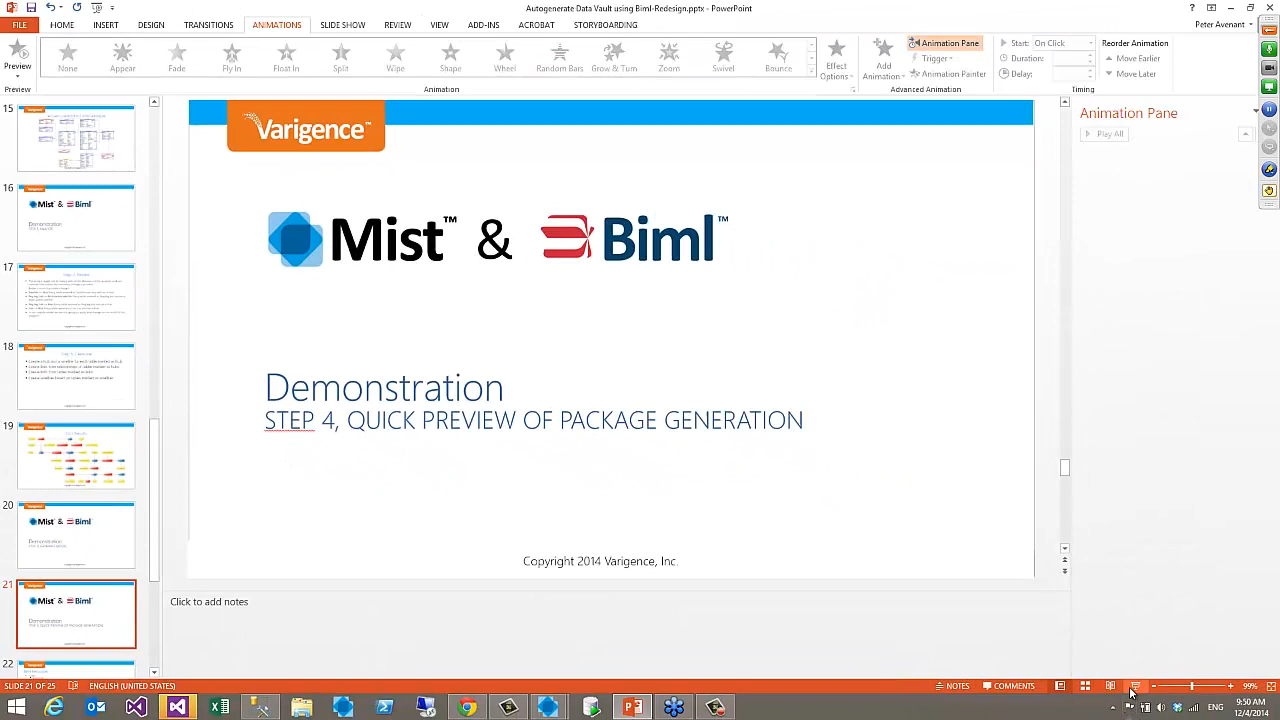 Autogenerate Data Vault using Biml-Redesign.pptx - PowerPoint
FILE HOME INSERT DESIGN TRANSITIONS ANIMATIONS SLIDE SHOW REVIEW VIEW ADD-INS ACROBAT STORYBOARDING
Peter Avenant
Preview
None Appear Fade Fly In Float In Split Wipe Shape Wheel Random Bars Grow & Turn Zoom Swivel Bounce
Effect Options
Add Animation
Animation Pane
Trigger
Animation Painter
Start: On Click
Duration:
Delay:
Reorder Animation
Move Earlier
Move Later
Preview Animation Advanced Animation Timing
15
16
17
18
19
20
21
22
Varigence™
Mist™ & Biml™
Demonstration
STEP 4, QUICK PREVIEW OF PACKAGE GENERATION
Copyright 2014 Varigence, Inc.
Click to add notes
Animation Pane
Play All
SLIDE 21 OF 25 ENGLISH (UNITED STATES) NOTES COMMENTS 99%
ENG
9:50 AM
12/4/2014